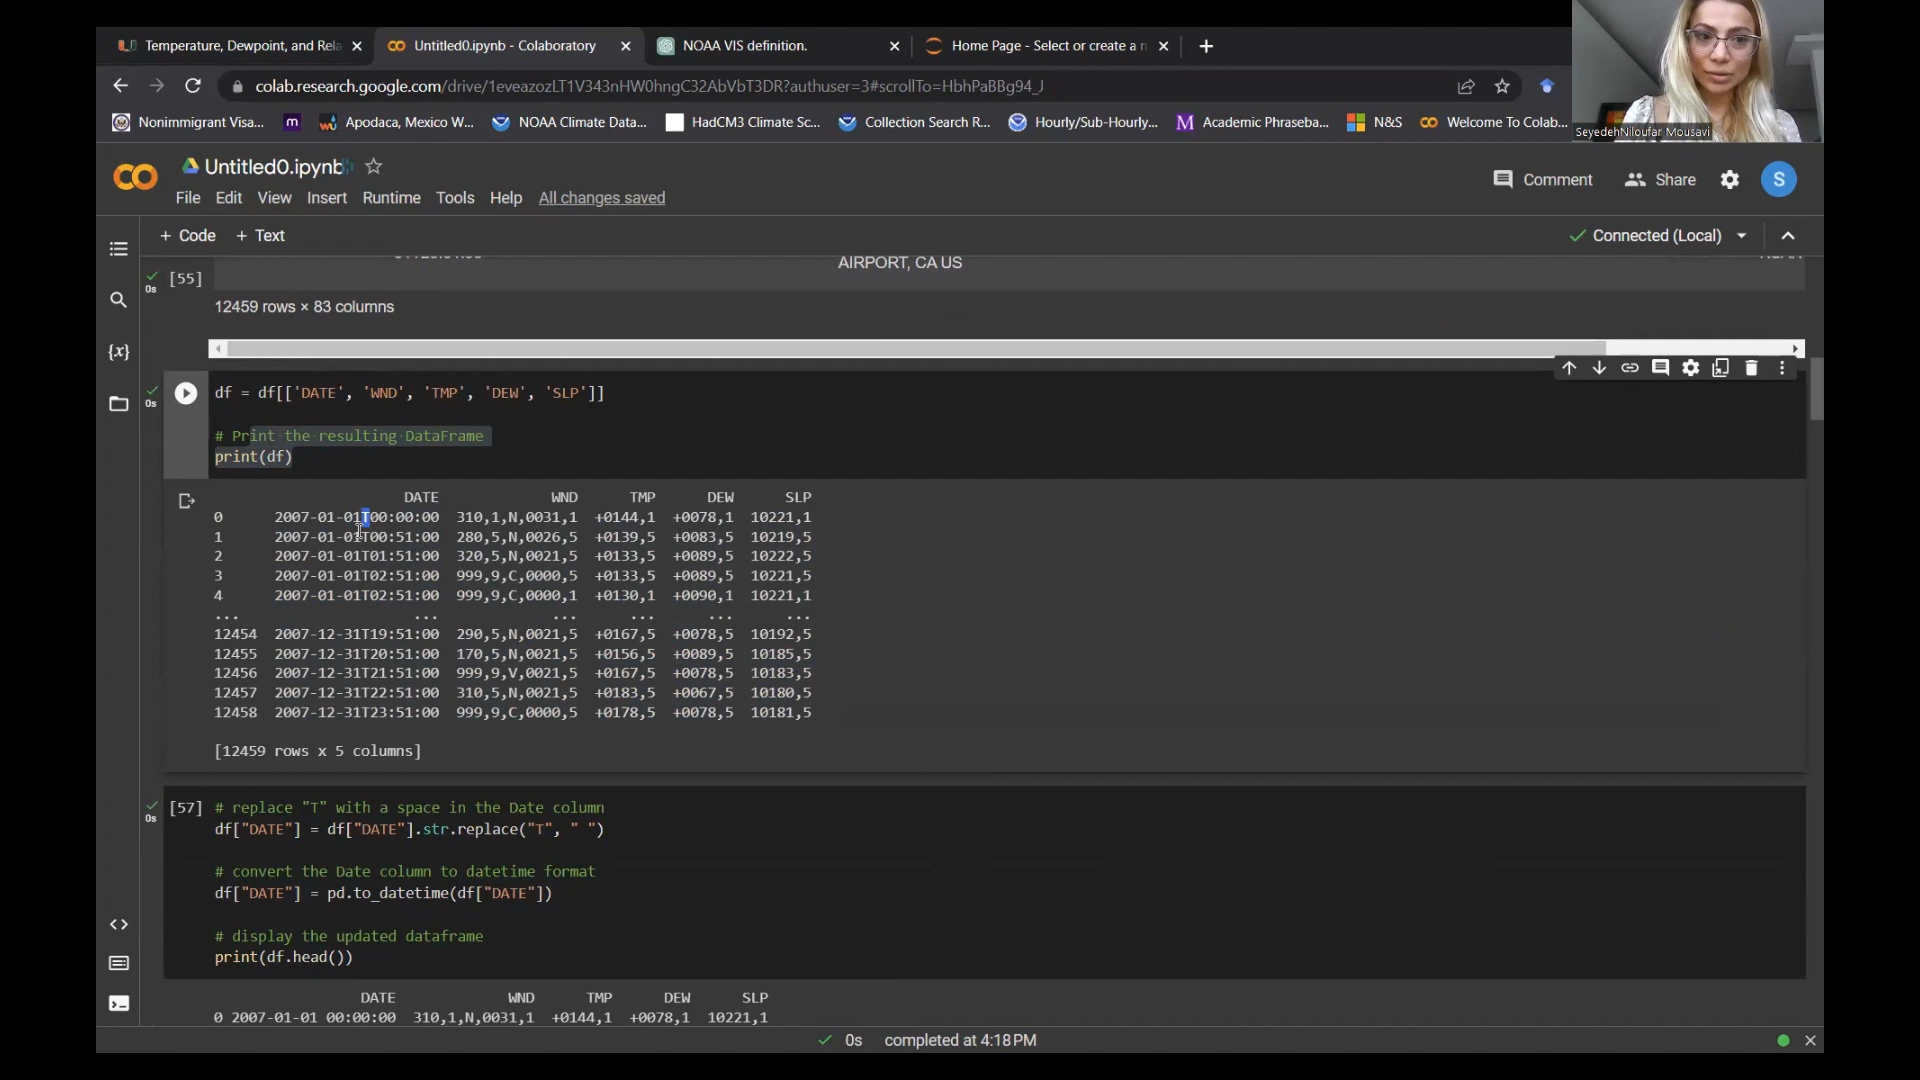 Temperature, Dewpoint, and Rela
Untitled0.ipynb - Colaboratory
NOAA VIS definition.
Home Page - Select or create a n
colab.research.google.com/drive/1eveazozLT1V343nHW0hngC32AbVbT3DR?authuser=3#scrollTo=HbhPaBBg94_J
Nonimmigrant Visa...
Apodaca, Mexico W...
NOAA Climate Data...
HadCM3 Climate Sc...
Collection Search R...
Hourly/Sub-Hourly...
Academic Phraseba...
N&S
Welcome To Colab...
SeyedehNiloufar Mousavi
Untitled0.ipynb
Comment
Share
S
File Edit View Insert Runtime Tools Help All changes saved
+ Code + Text
Connected (Local)
AIRPORT, CA US
[55]
0s
12459 rows × 83 columns
0s
df = df[['DATE', 'WND', 'TMP', 'DEW', 'SLP']]
# Print the resulting DataFrame
print(df)
DATE WND TMP DEW SLP
0 2007-01-01T00:00:00 310,1,N,0031,1 +0144,1 +0078,1 10221,1
1 2007-01-01T00:51:00 280,5,N,0026,5 +0139,5 +0083,5 10219,5
2 2007-01-01T01:51:00 320,5,N,0021,5 +0133,5 +0089,5 10222,5
3 2007-01-01T02:51:00 999,9,C,0000,5 +0133,5 +0089,5 10221,5
4 2007-01-01T02:51:00 999,9,C,0000,1 +0130,1 +0090,1 10221,1
... ... ... ... ... ...
12454 2007-12-31T19:51:00 290,5,N,0021,5 +0167,5 +0078,5 10192,5
12455 2007-12-31T20:51:00 170,5,N,0021,5 +0156,5 +0089,5 10185,5
12456 2007-12-31T21:51:00 999,9,V,0021,5 +0167,5 +0078,5 10183,5
12457 2007-12-31T22:51:00 310,5,N,0021,5 +0183,5 +0067,5 10180,5
12458 2007-12-31T23:51:00 999,9,C,0000,5 +0178,5 +0078,5 10181,5
[12459 rows x 5 columns]
[57]
0s
# replace "T" with a space in the Date column
df["DATE"] = df["DATE"].str.replace("T", " ")
# convert the Date column to datetime format
df["DATE"] = pd.to_datetime(df["DATE"])
# display the updated dataframe
print(df.head())
DATE WND TMP DEW SLP
0 2007-01-01 00:00:00 310,1,N,0031,1 +0144,1 +0078,1 10221,1
0s completed at 4:18 PM